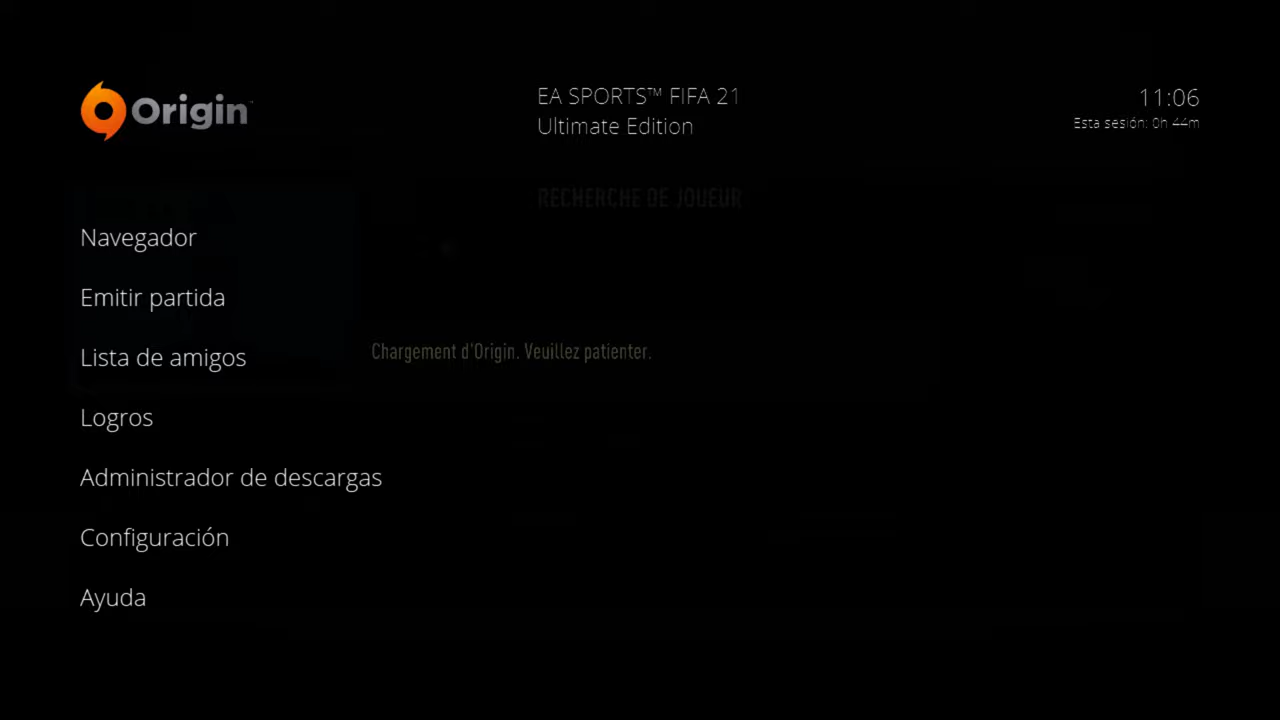 Origin™
EA SPORTS™ FIFA 21
Ultimate Edition
11:06
Esta sesión: 0h 44m
RECHERCHE DE JOUEUR
Navegador
Emitir partida
Lista de amigos
Chargement d'Origin. Veuillez patienter.
Logros
Administrador de descargas
Configuración
Ayuda